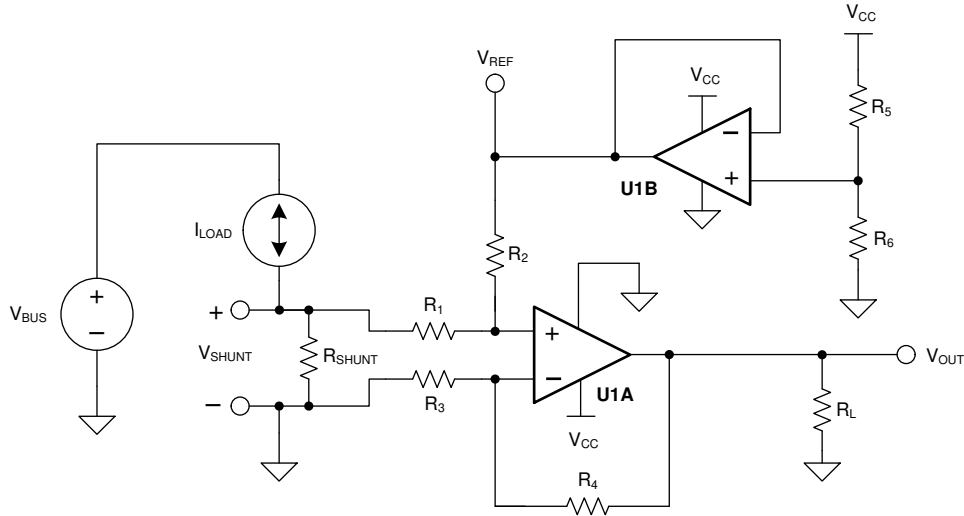 VCC
VREF
VCC
R5
−
+
U1B
R6
ILOAD
R2
VBUS
+
−
+
VSHUNT
−
RSHUNT
R1
R3
+
−
U1A
VCC
VOUT
RL
R4